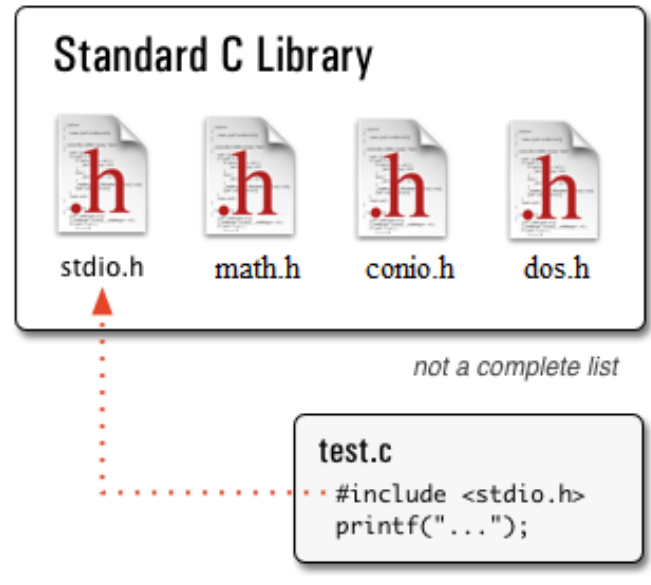 Standard C Library
.h .h .h .h
stdio.h math.h conio.h dos.h
not a complete list
test.c
#include <stdio.h>
printf("...");